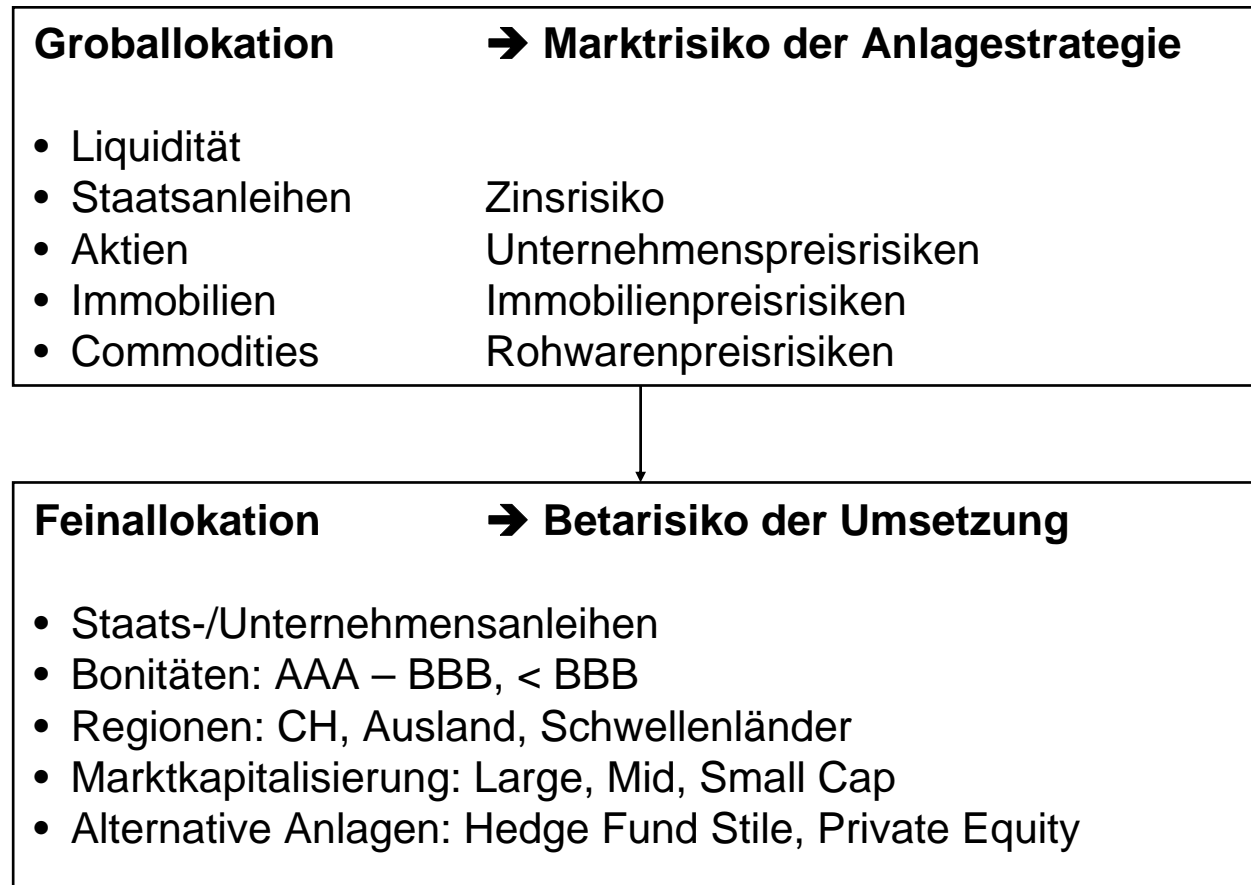 Groballokation ➔ Marktrisiko der Anlagestrategie
• Liquidität
• Staatsanleihen Zinsrisiko
• Aktien Unternehmenspreisrisiken
• Immobilien Immobilienpreisrisiken
• Commodities Rohwarenpreisrisiken
Feinallokation ➔ Betarisiko der Umsetzung
• Staats-/Unternehmensanleihen
• Bonitäten: AAA – BBB, < BBB
• Regionen: CH, Ausland, Schwellenländer
• Marktkapitalisierung: Large, Mid, Small Cap
• Alternative Anlagen: Hedge Fund Stile, Private Equity